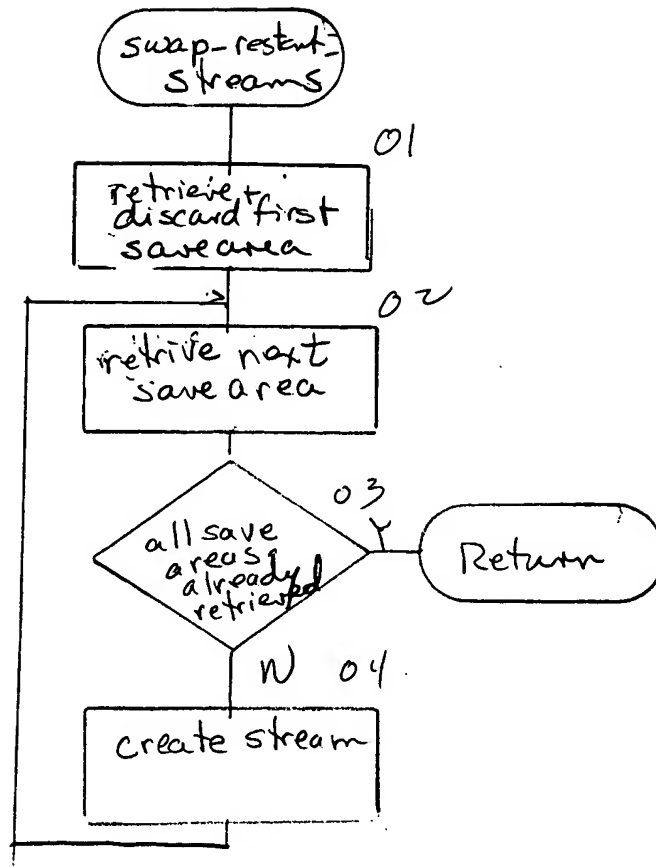 swap-restart-
streams
01
retrieve +
discard first
save area
02
retrive next
save area
03
all save
areas
already
retrieved
Y
Return
N 04
create stream